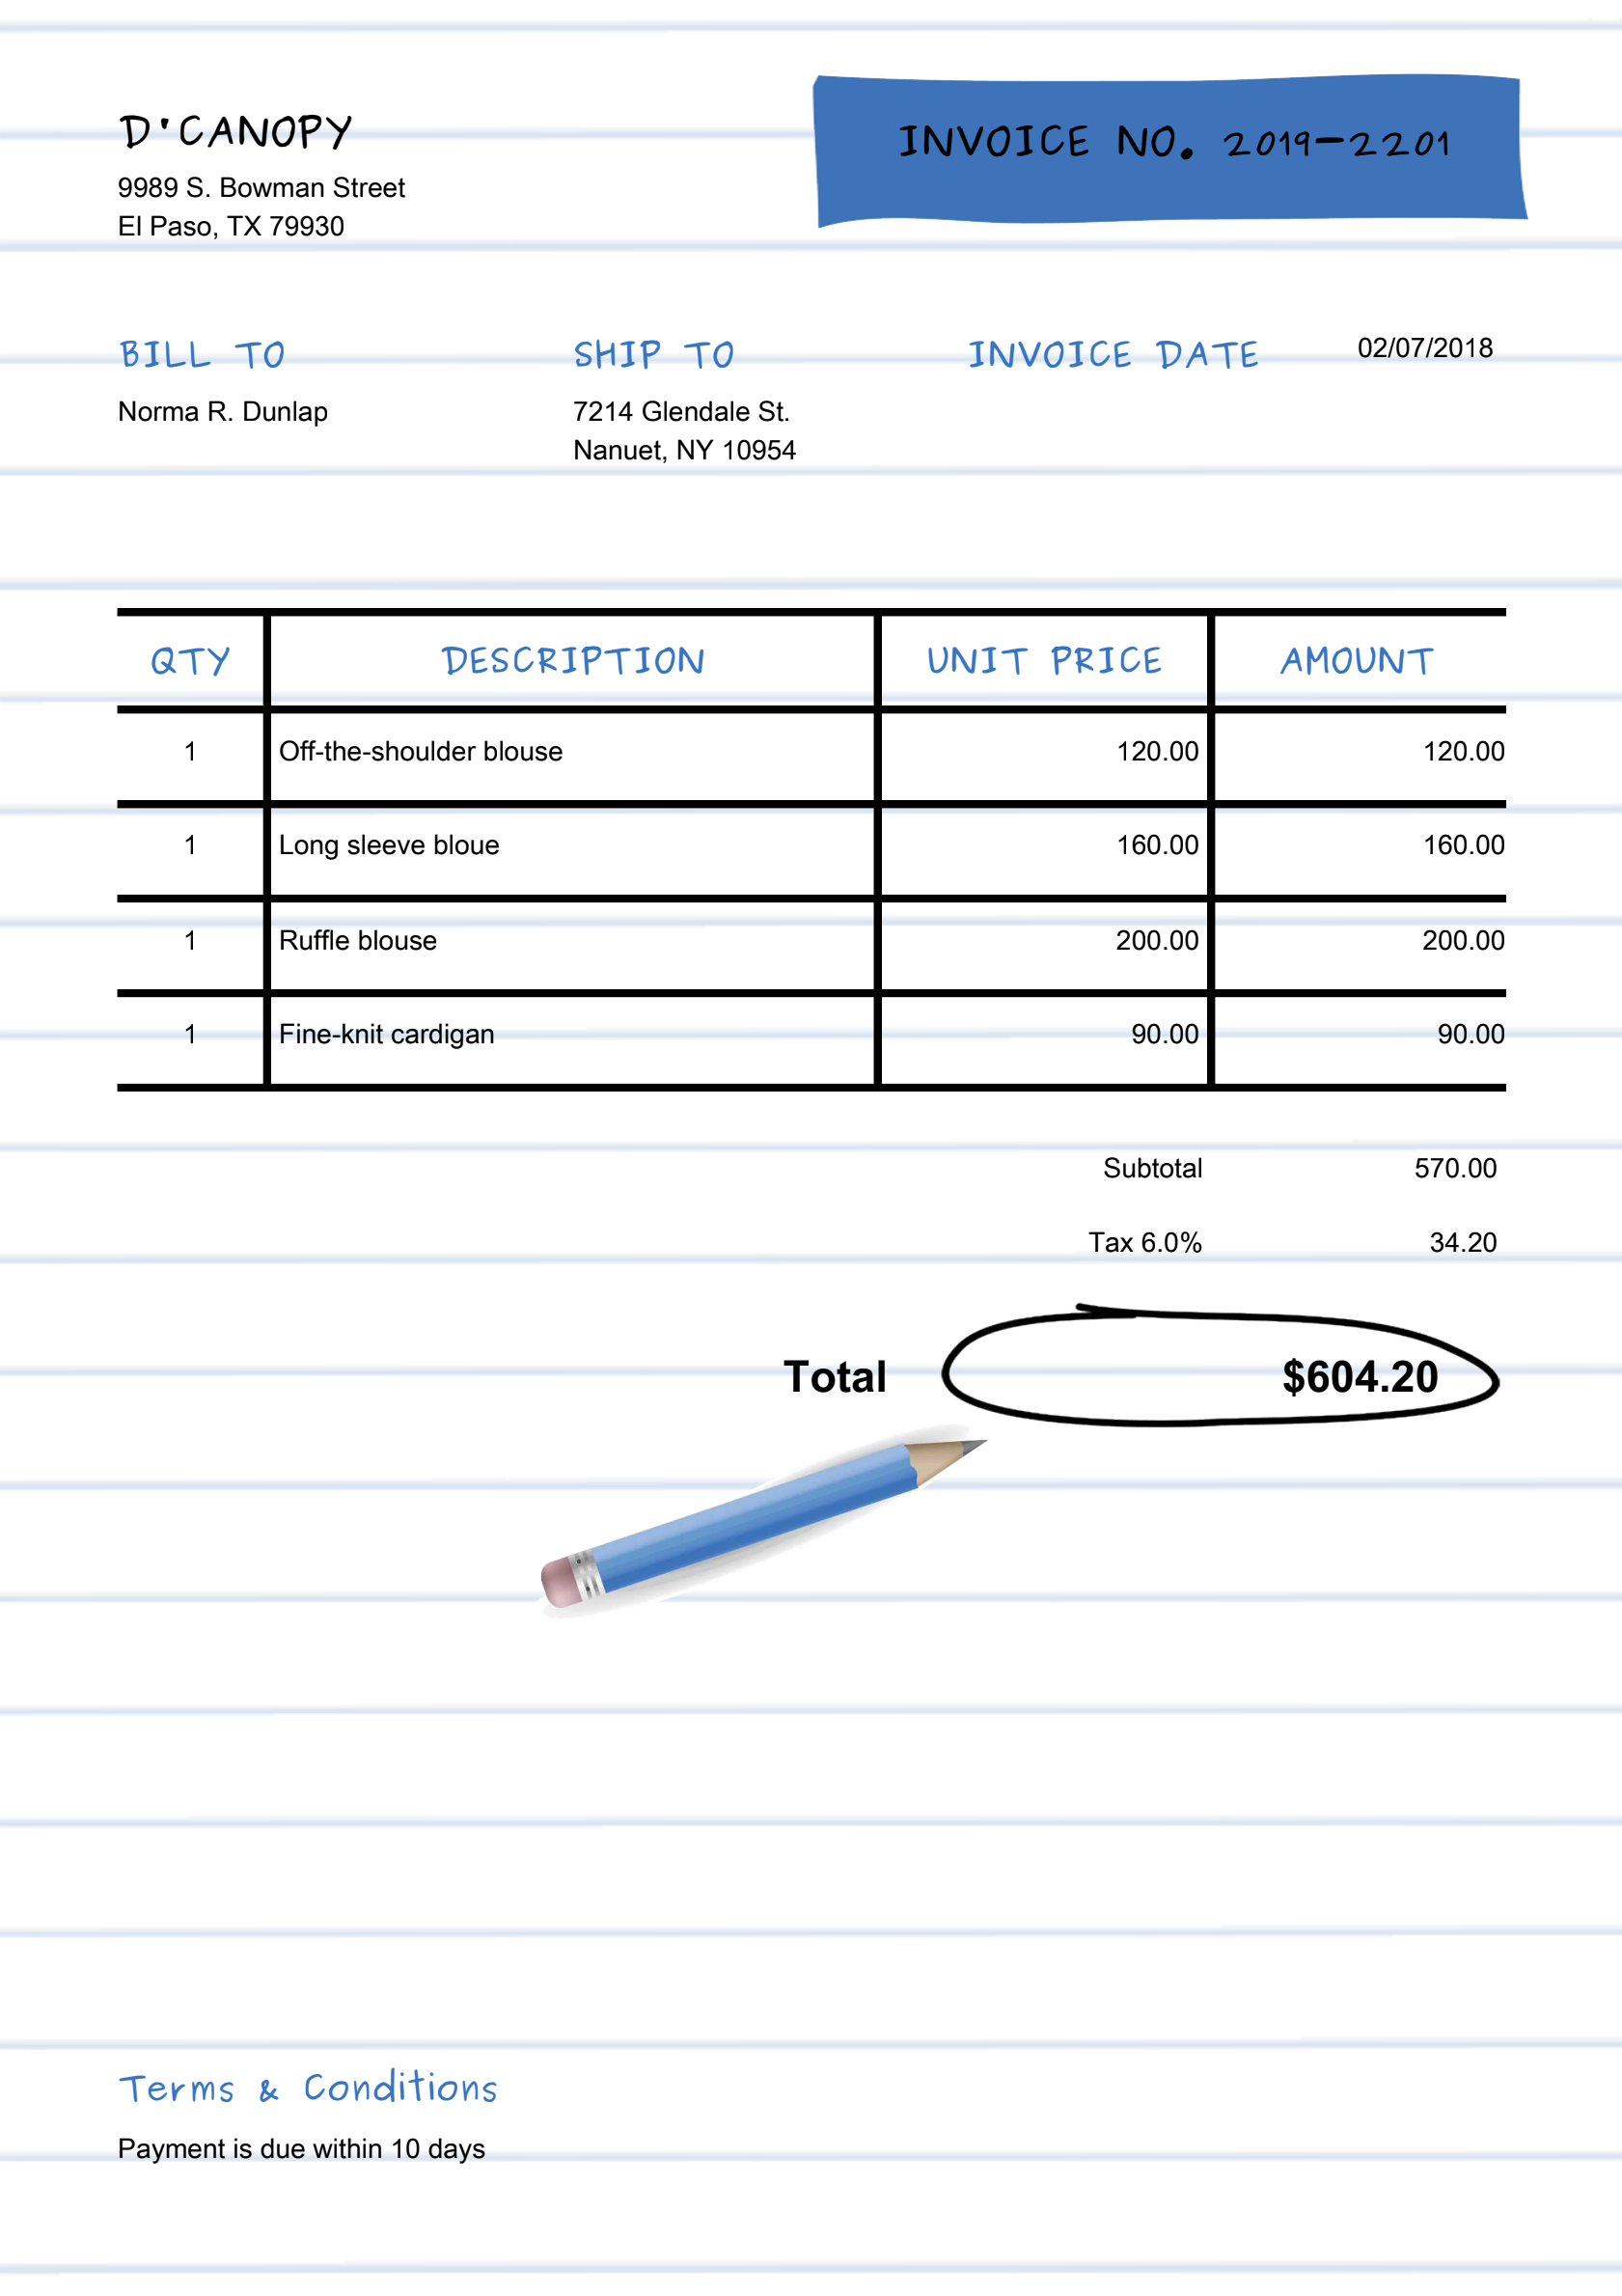 D'CANOPY
INVOICE NO. 2019-2201
9989 S. Bowman Street
El Paso, TX 79930
BILL TO SHIP TO INVOICE DATE 02/07/2018
Norma R. Dunlap 7214 Glendale St.
Nanuet, NY 10954
QTY DESCRIPTION UNIT PRICE AMOUNT
1 Off-the-shoulder blouse 120.00 120.00
1 Long sleeve bloue 160.00 160.00
1 Ruffle blouse 200.00 200.00
1 Fine-knit cardigan 90.00 90.00
Subtotal 570.00
Tax 6.0% 34.20
Total $604.20
Terms & Conditions
Payment is due within 10 days